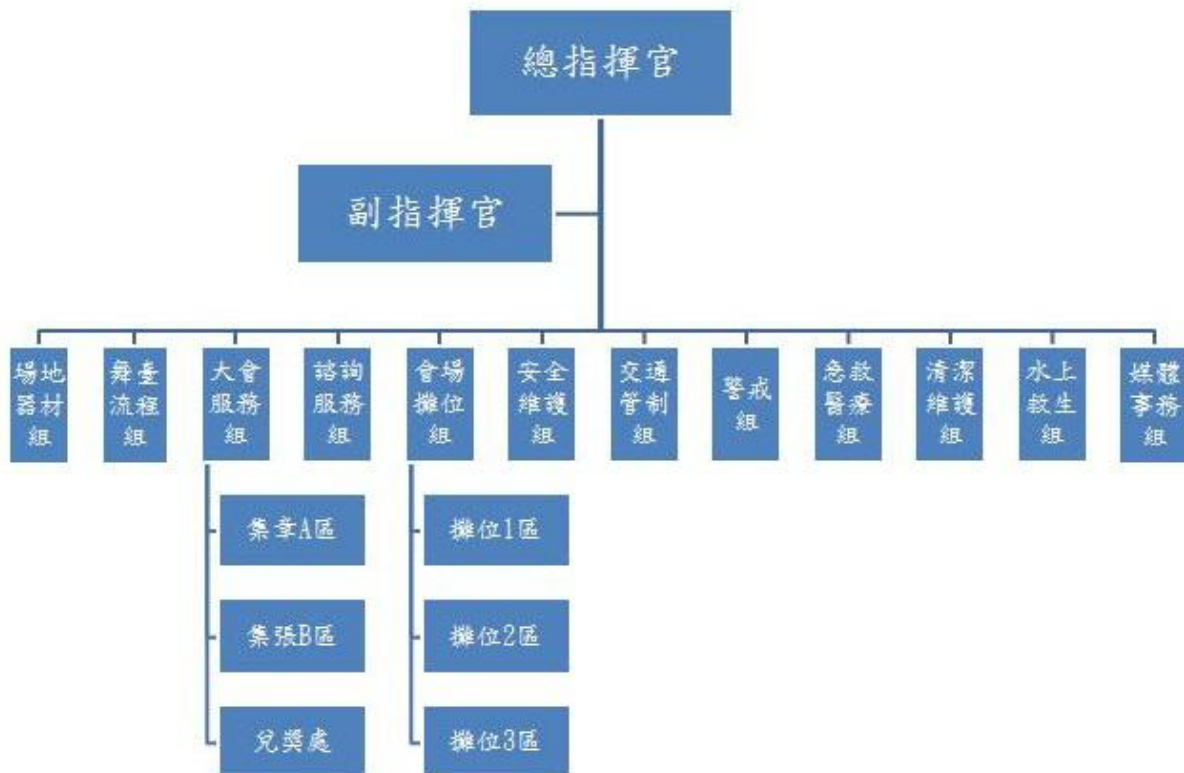 總指揮官
副指揮官
場地
器材
組
舞臺
流程
組
大會
服務
組
諮詢
服務
組
會場
攤位
組
安全
維護
組
交通
管制
組
警戒
組
急救
醫療
組
清潔
維護
組
水上
救生
組
媒體
事務
組
集章A區
集張B區
兌獎處
攤位1區
攤位2區
攤位3區